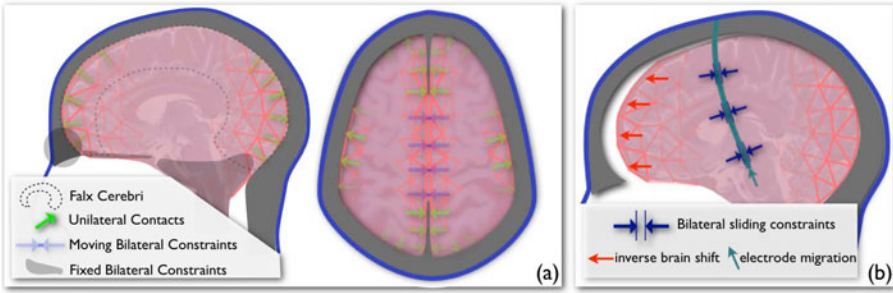 Falx Cerebri
Unilateral Contacts
Moving Bilateral Constraints
Fixed Bilateral Constraints
(a)
Bilateral sliding constraints
inverse brain shift
electrode migration
(b)